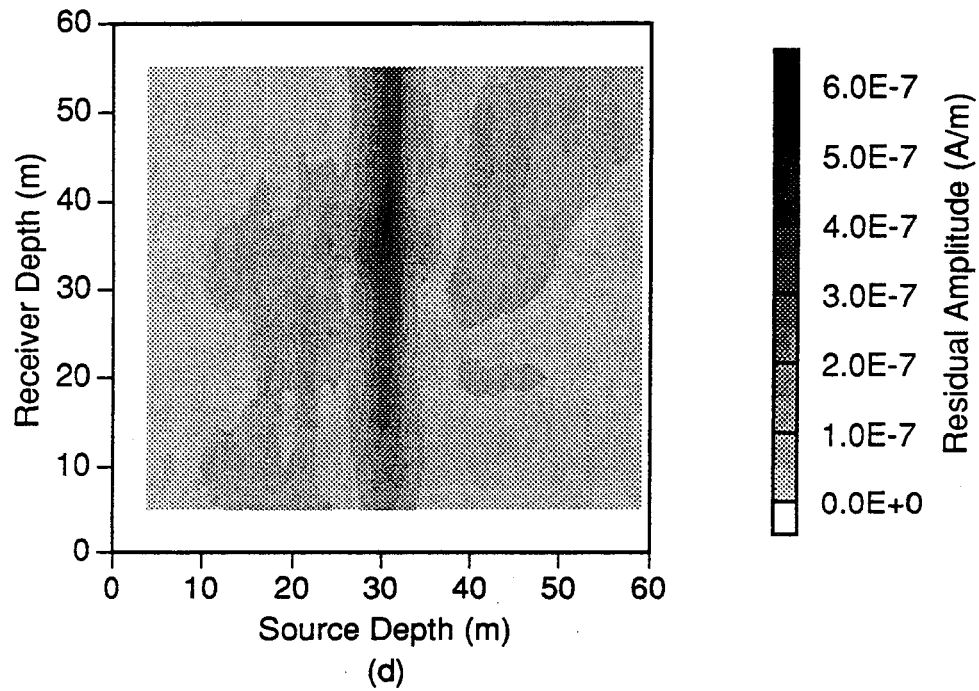 60
50
40
30
20
10
0
Receiver Depth (m)
0 10 20 30 40 50 60
Source Depth (m)
(d)
6.0E-7
5.0E-7
4.0E-7
3.0E-7
2.0E-7
1.0E-7
0.0E+0
Residual Amplitude (A/m)